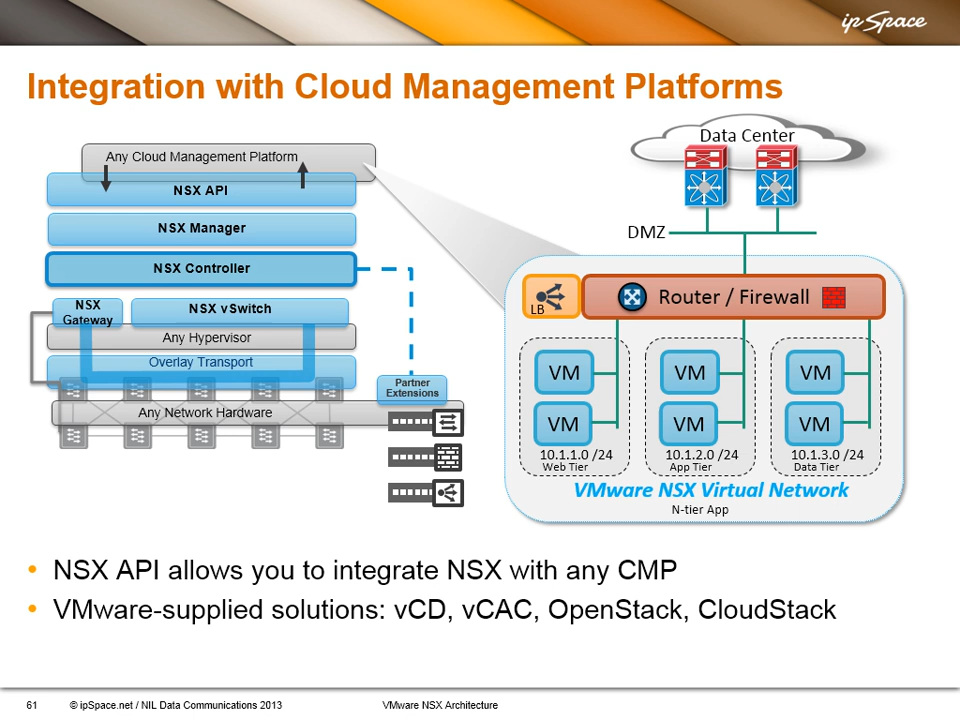 ipSpace
Integration with Cloud Management Platforms
Any Cloud Management Platform
NSX API
NSX Manager
NSX Controller
NSX
Gateway
NSX vSwitch
Any Hypervisor
Overlay Transport
Partner
Extensions
Any Network Hardware
Data Center
DMZ
LB
Router / Firewall
VM
VM
VM
VM
VM
VM
10.1.1.0 /24
Web Tier
10.1.2.0 /24
App Tier
10.1.3.0 /24
Data Tier
VMware NSX Virtual Network
N-tier App
• NSX API allows you to integrate NSX with any CMP
• VMware-supplied solutions: vCD, vCAC, OpenStack, CloudStack
61 © ipSpace.net / NIL Data Communications 2013 VMware NSX Architecture